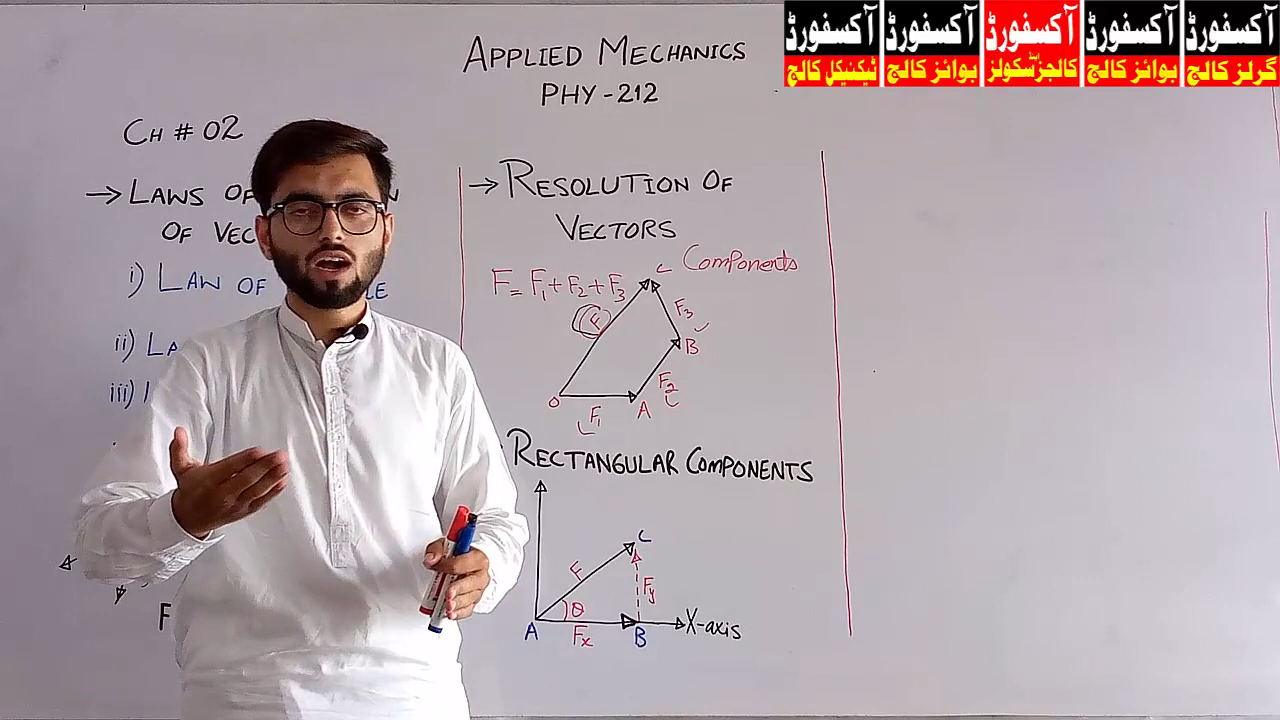 آکسفورڈ
ٹیکنیکل کالج
آکسفورڈ
بوائز کالج
آکسفورڈ
کالجز اینڈ سکولز
آکسفورڈ
بوائز کالج
آکسفورڈ
گرلز کالج
APPLIED MECHANICS
PHY-212
CH # 02
→ LAWS OF
OF VEC
i) LAW OF
ii) LA
iii)
F
→ RESOLUTION OF
VECTORS
Components
F = F₁ + F₂ + F₃
C
F
F₃
B
F₂
O
A
F₁
RECTANGULAR COMPONENTS
C
F
Fy
θ
A
Fx
B
X-axis